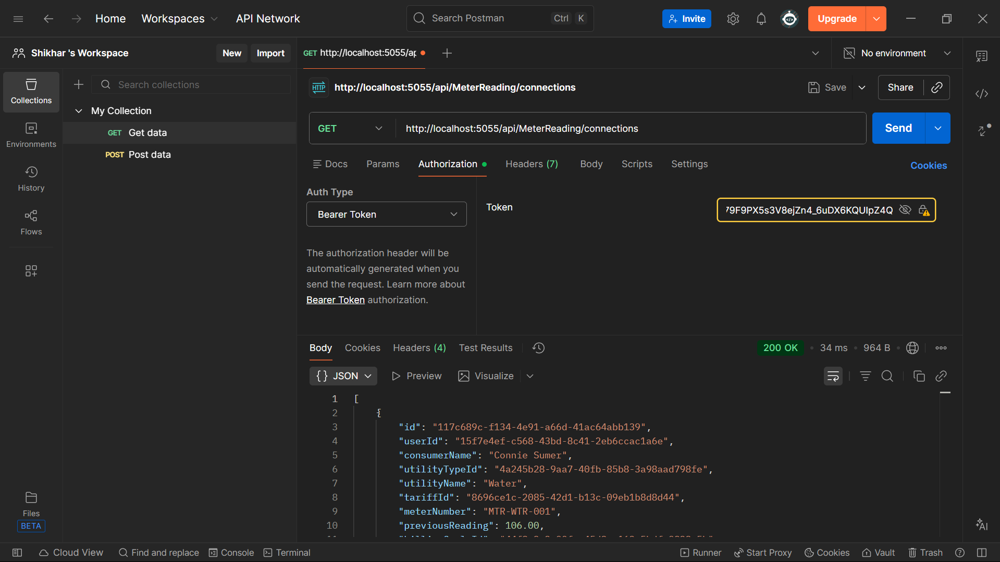 Home Workspaces API Network Search Postman Ctrl K Invite Upgrade
Shikhar 's Workspace New Import GET http://localhost:5055/ap No environment
Collections
Search collections
My Collection
GET Get data
POST Post data
Environments
History
Flows
Files
BETA
HTTP http://localhost:5055/api/MeterReading/connections Save Share
GET http://localhost:5055/api/MeterReading/connections Send
Docs Params Authorization Headers (7) Body Scripts Settings Cookies
Auth Type
Bearer Token
The authorization header will be
automatically generated when you
send the request. Learn more about
Bearer Token authorization.
Token 79F9PX5s3V8ejZn4_6uDX6KQUIpZ4Q
Body Cookies Headers (4) Test Results 200 OK • 34 ms • 964 B •
{} JSON Preview Visualize
1 [
2 {
3 "id": "117c689c-f134-4e91-a66d-41ac64abb139",
4 "userId": "15f7e4ef-c568-43bd-8c41-2eb6ccac1a6e",
5 "consumerName": "Connie Sumer",
6 "utilityTypeId": "4a245b28-9aa7-40fb-85b8-3a98aad798fe",
7 "utilityName": "Water",
8 "tariffId": "8696ce1c-2085-42d1-b13c-09eb1b8d8d44",
9 "meterNumber": "MTR-WTR-001",
10 "previousReading": 106.00,
AI
Cloud View Find and replace Console Terminal Runner Start Proxy Cookies Vault Trash